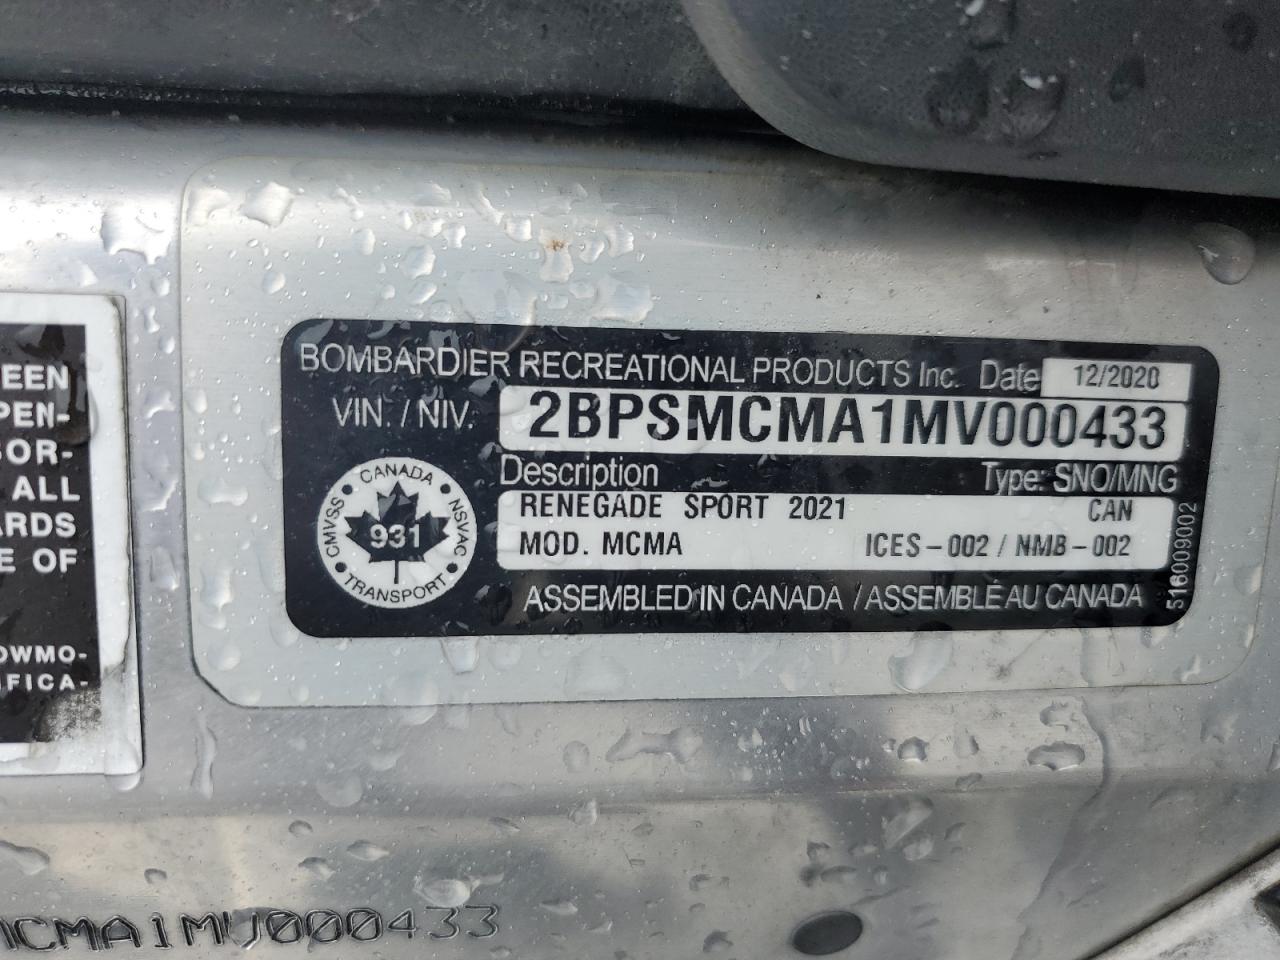 BOMBARDIER RECREATIONAL PRODUCTS Inc. Date 12/2020
VIN. / NIV. 2BPSMCMA1MV000433
Description Type: SNO/MNG
RENEGADE SPORT 2021 CAN
MOD. MCMA ICES-002 / NMB-002
ASSEMBLED IN CANADA / ASSEMBLÉ AU CANADA
516009002
CANADA
CMVSS
NSVAC
931
TRANSPORT
EEN
PEN-
OR-
ALL
ARDS
E OF
OWMO-
IFICA-
MCMA1MV000433